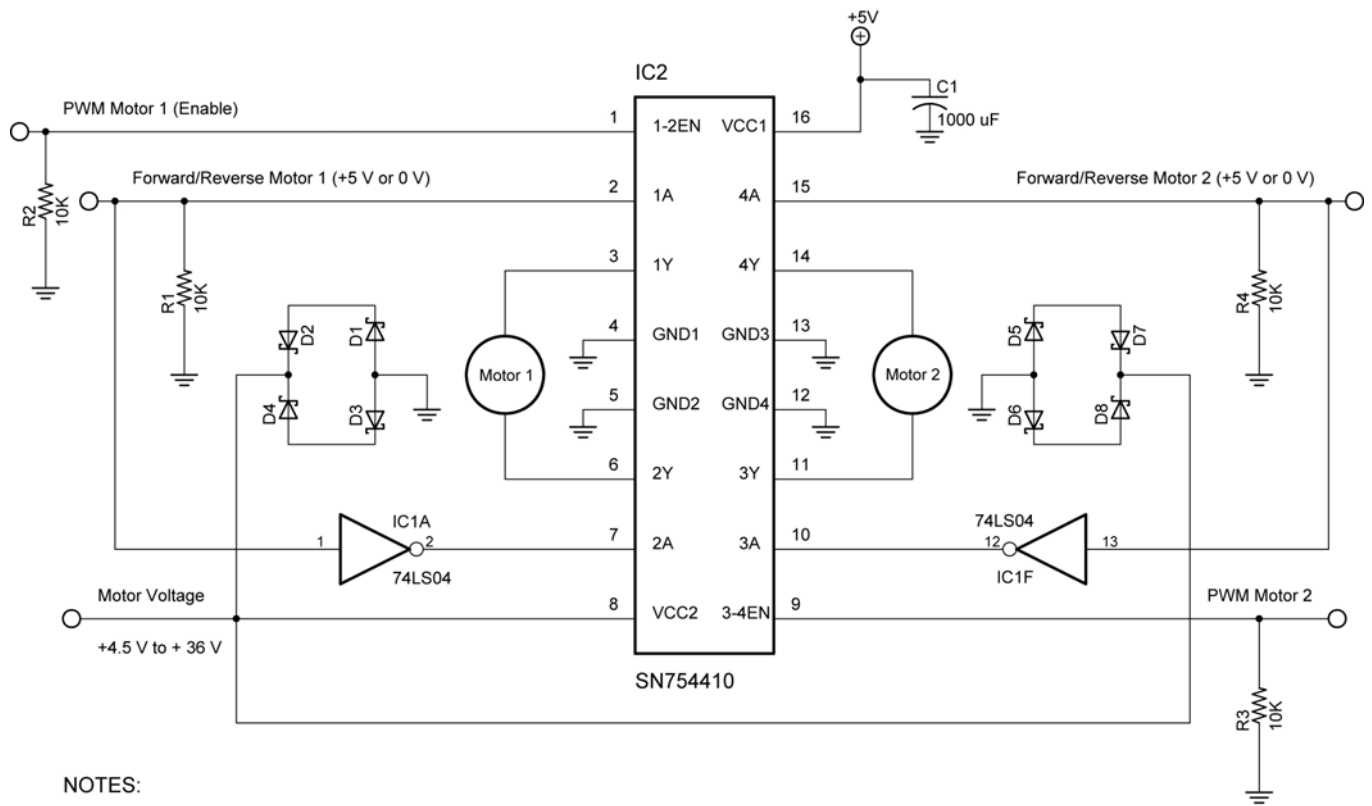 +5V
IC2
C1
1000 uF
PWM Motor 1 (Enable)
1
1-2EN
VCC1
16
R2
10K
Forward/Reverse Motor 1 (+5 V or 0 V)
2
1A
4A
15
Forward/Reverse Motor 2 (+5 V or 0 V)
R1
10K
3
1Y
4Y
14
R4
10K
D2
D1
4
GND1
GND3
13
D5
D7
Motor 1
Motor 2
D4
D3
5
GND2
GND4
12
D6
D8
6
2Y
3Y
11
IC1A
1
2
74LS04
7
2A
3A
10
74LS04
12
13
IC1F
Motor Voltage
+4.5 V to + 36 V
8
VCC2
3-4EN
9
PWM Motor 2
SN754410
R3
10K
NOTES: